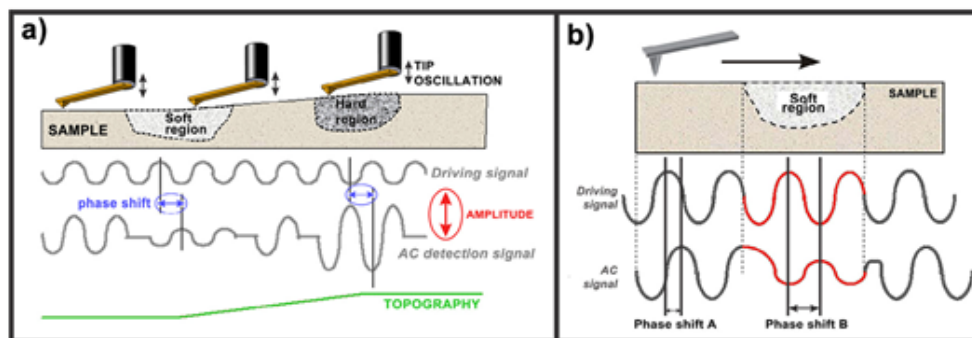 a)
TIP
OSCILLATION
Hard
region
SAMPLE
Soft
region
Driving signal
phase shift
AMPLITUDE
AC detection signal
TOPOGRAPHY
b)
SAMPLE
Soft
region
Driving
signal
AC
signal
Phase shift A
Phase shift B